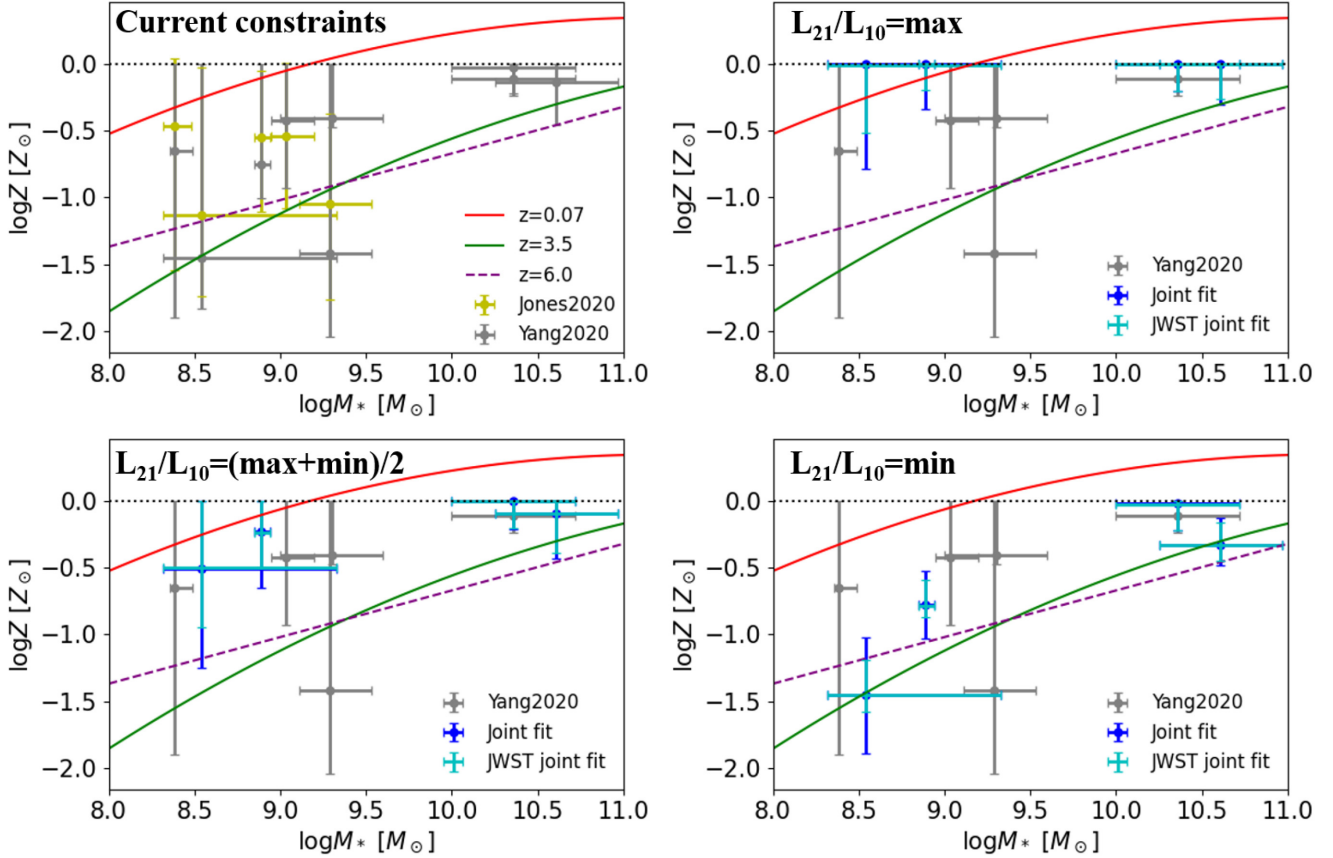 Current constraints
0.0
−0.5
−1.0
−1.5
−2.0
logZ [Z⊙]
z=0.07
z=3.5
z=6.0
Jones2020
Yang2020
8.0 8.5 9.0 9.5 10.0 10.5 11.0
logM* [M⊙]
L21/L10=max
0.0
−0.5
−1.0
−1.5
−2.0
logZ [Z⊙]
Yang2020
Joint fit
JWST joint fit
8.0 8.5 9.0 9.5 10.0 10.5 11.0
logM* [M⊙]
L21/L10=(max+min)/2
0.0
−0.5
−1.0
−1.5
−2.0
logZ [Z⊙]
Yang2020
Joint fit
JWST joint fit
8.0 8.5 9.0 9.5 10.0 10.5 11.0
logM* [M⊙]
L21/L10=min
0.0
−0.5
−1.0
−1.5
−2.0
logZ [Z⊙]
Yang2020
Joint fit
JWST joint fit
8.0 8.5 9.0 9.5 10.0 10.5 11.0
logM* [M⊙]